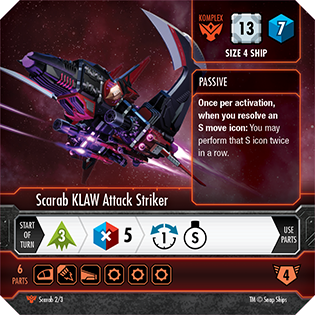 KOMPLEX
13
7
SIZE 4 SHIP
PASSIVE
Once per activation,
when you resolve an
S move icon: You may
perform that S icon twice
in a row.
Scarab KLAW Attack Striker
START OF TURN
3
5
1
S
USE PARTS
6
PARTS
4
Scarab 2/3
TM © Snap Ships